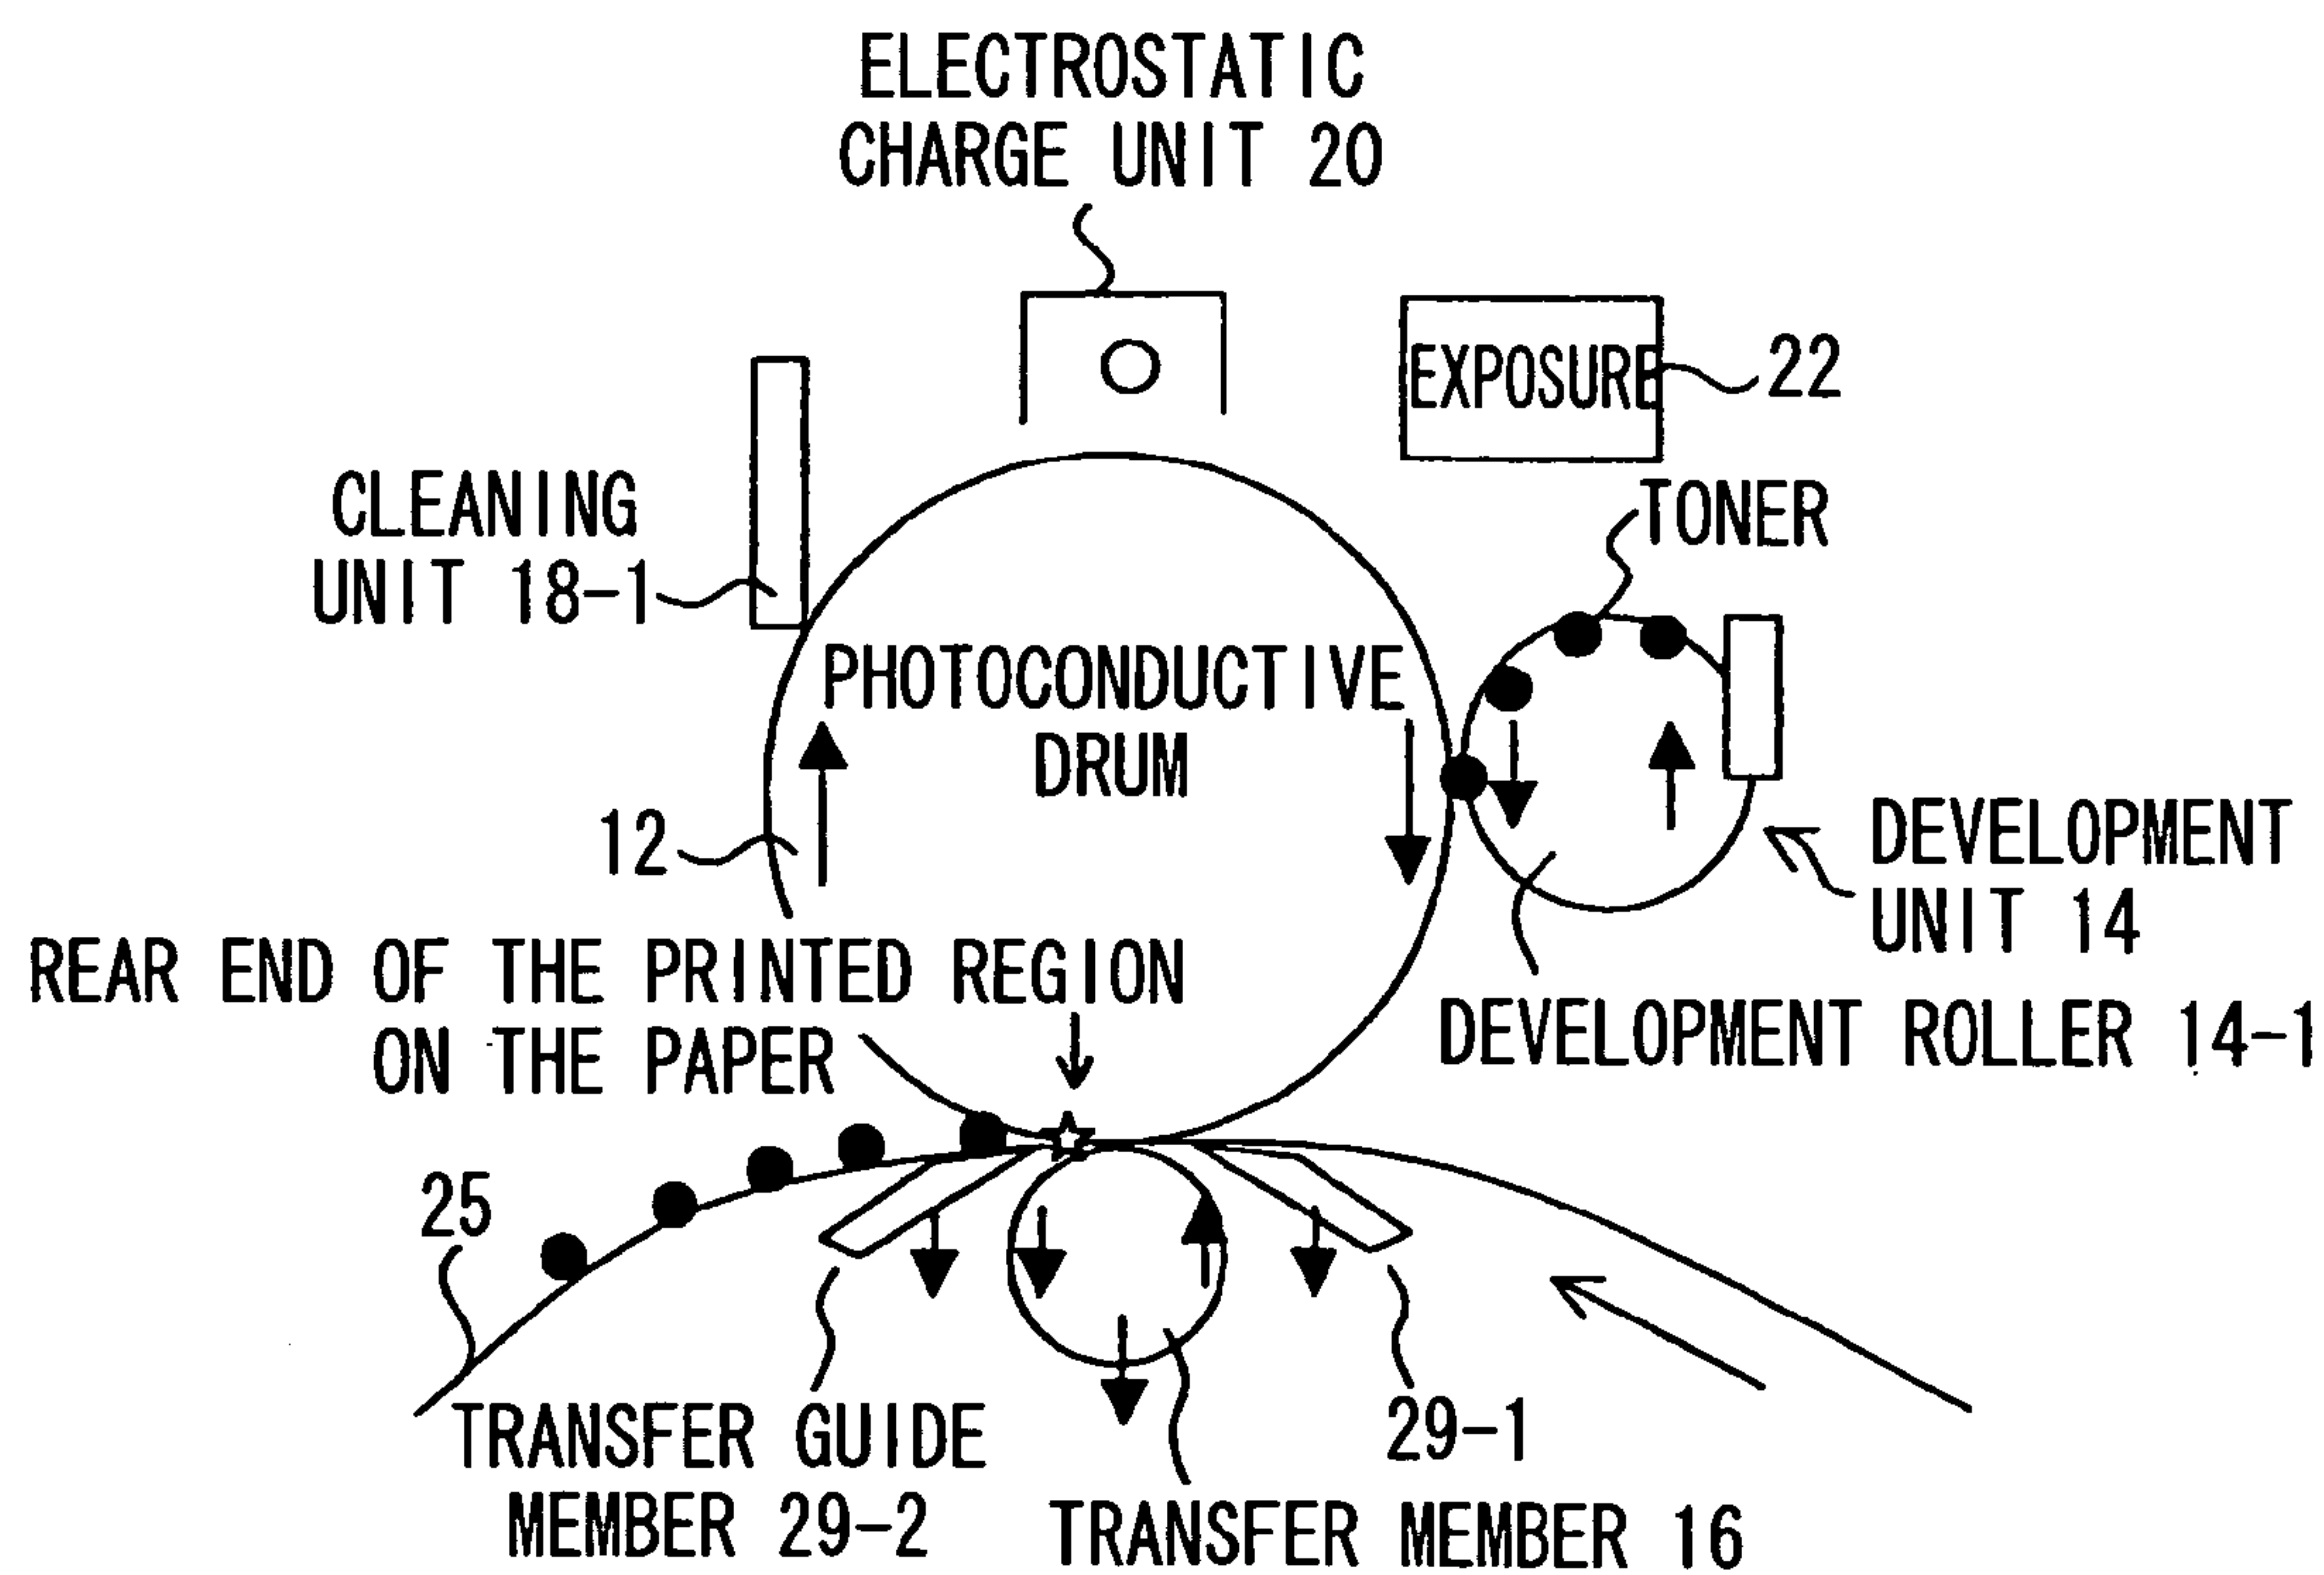 ELECTROSTATIC
CHARGE UNIT 20
EXPOSURE
22
CLEANING
UNIT 18-1
TONER
PHOTOCONDUCTIVE
DRUM
12
DEVELOPMENT
UNIT 14
REAR END OF THE PRINTED REGION
ON THE PAPER
DEVELOPMENT ROLLER 14-1
25
TRANSFER GUIDE
MEMBER 29-2
29-1
TRANSFER MEMBER 16